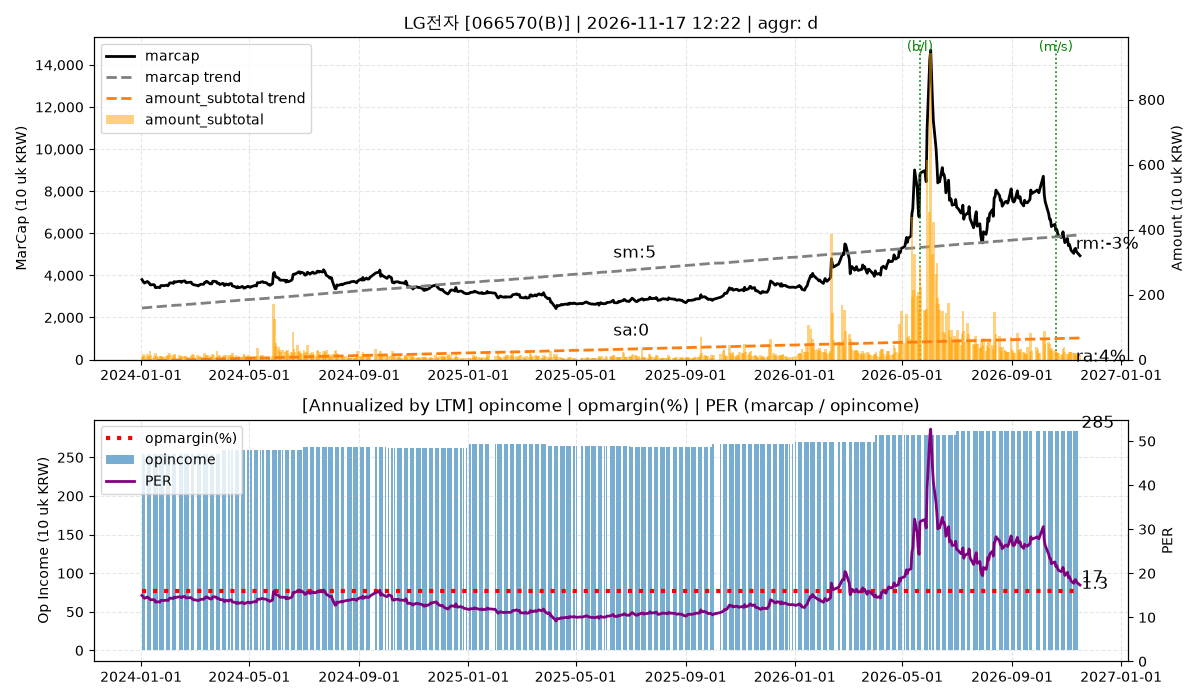 LG전자 [066570(B)] | 2026-11-17 12:22 | aggr: d
(b/l)
(m/s)
marcap
marcap trend
amount_subtotal trend
amount_subtotal
14,000
12,000
10,000
8,000
6,000
4,000
2,000
0
MarCap (10 uk KRW)
800
600
400
200
0
Amount (10 uk KRW)
sm:5
rm:-3%
sa:0
ra:4%
2024-01-01
2024-05-01
2024-09-01
2025-01-01
2025-05-01
2025-09-01
2026-01-01
2026-05-01
2026-09-01
2027-01-01
[Annualized by LTM] opincome | opmargin(%) | PER (marcap / opincome)
opmargin(%)
opincome
PER
285
250
200
150
100
50
0
Op Income (10 uk KRW)
50
40
30
20
10
0
PER
17
1.3
2024-01-01
2024-05-01
2024-09-01
2025-01-01
2025-05-01
2025-09-01
2026-01-01
2026-05-01
2026-09-01
2027-01-01